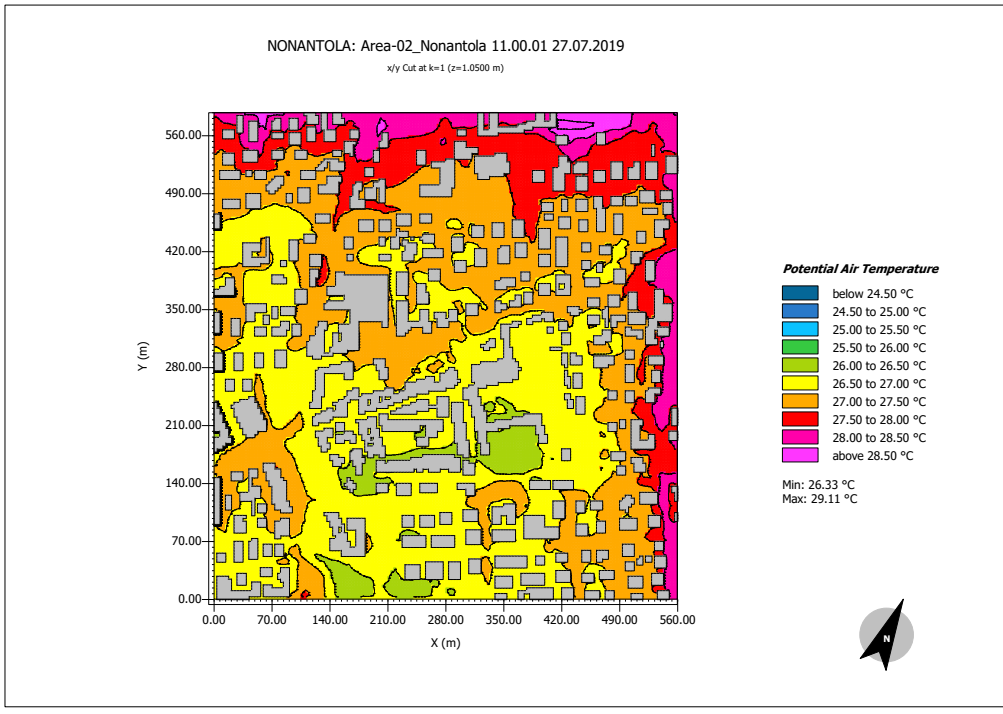 NONANTOLA: Area-02_Nonantola 11.00.01 27.07.2019
x/y Cut at k=1 (z=1.0500 m)
560.00
490.00
420.00
350.00
280.00
210.00
140.00
70.00
0.00
Y (m)
0.00 70.00 140.00 210.00 280.00 350.00 420.00 490.00 560.00
X (m)
Potential Air Temperature
below 24.50 °C
24.50 to 25.00 °C
25.00 to 25.50 °C
25.50 to 26.00 °C
26.00 to 26.50 °C
26.50 to 27.00 °C
27.00 to 27.50 °C
27.50 to 28.00 °C
28.00 to 28.50 °C
above 28.50 °C
Min: 26.33 °C
Max: 29.11 °C
N